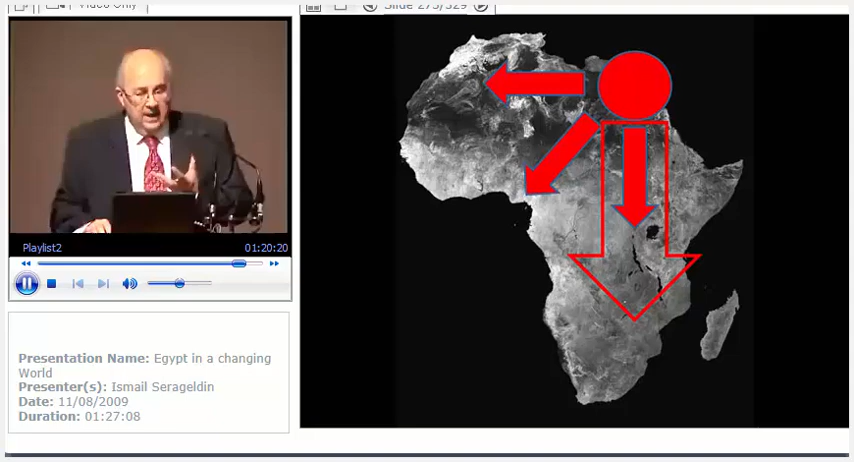 Video Only
Slide 275/329
Playlist2
01:20:20
Presentation Name: Egypt in a changing
World
Presenter(s): Ismail Serageldin
Date: 11/08/2009
Duration: 01:27:08